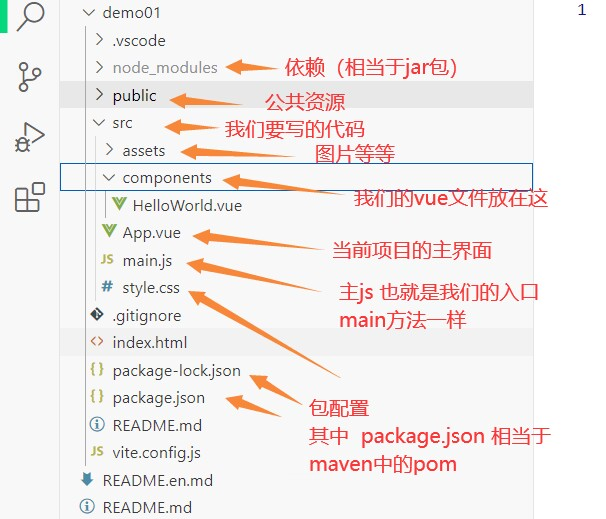 demo01
1
.vscode
node_modules 依赖（相当于jar包）
public 公共资源
src 我们要写的代码
assets 图片等等
components 我们的vue文件放在这
HelloWorld.vue
App.vue 当前项目的主界面
JS main.js 主js 也就是我们的入口
main方法一样
# style.css
.gitignore
<> index.html
{} package-lock.json
{} package.json 包配置
README.md 其中 package.json 相当于
JS vite.config.js maven中的pom
README.en.md
README.md